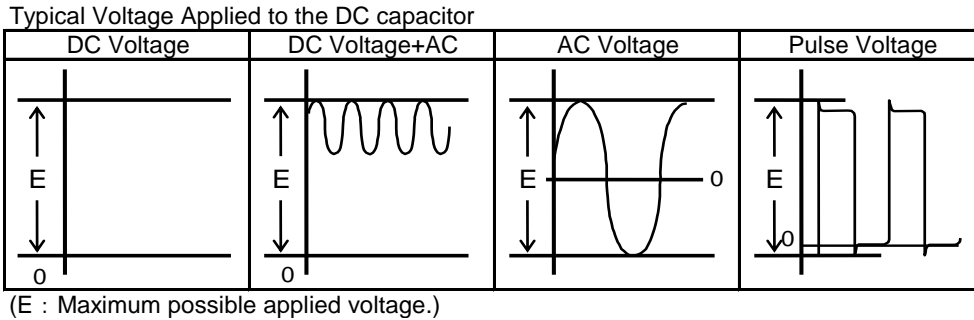 Typical Voltage Applied to the DC capacitor
DC Voltage DC Voltage+AC AC Voltage Pulse Voltage
E E E 0 E
0
0 0
(E：Maximum possible applied voltage.)